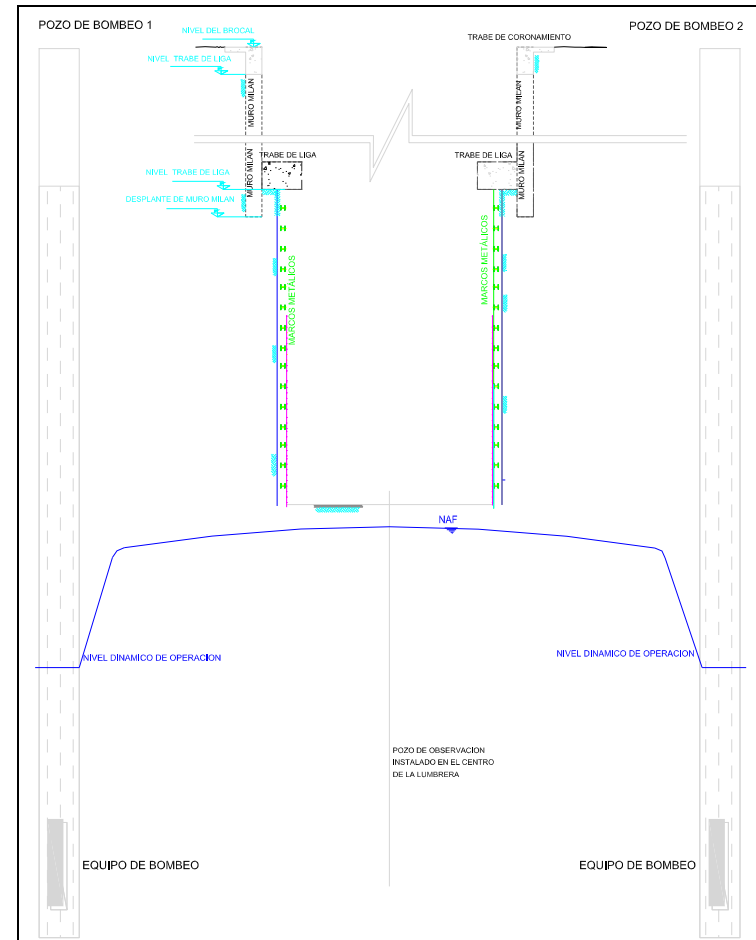 POZO DE BOMBEO 1
POZO DE BOMBEO 2
NIVEL DEL BROCAL
TRABE DE CORONAMIENTO
NIVEL TRABE DE LIGA
MURO MILAN
MURO MILAN
TRABE DE LIGA
TRABE DE LIGA
MURO MILAN
MURO MILAN
NIVEL TRABE DE LIGA
DESPLANTE DE MURO MILAN
MARCOS METÁLICOS
MARCOS METÁLICOS
NAF
NIVEL DINAMICO DE OPERACION
NIVEL DINAMICO DE OPERACION
POZO DE OBSERVACION
INSTALADO EN EL CENTRO
DE LA LUMBRERA
EQUIPO DE BOMBEO
EQUIPO DE BOMBEO